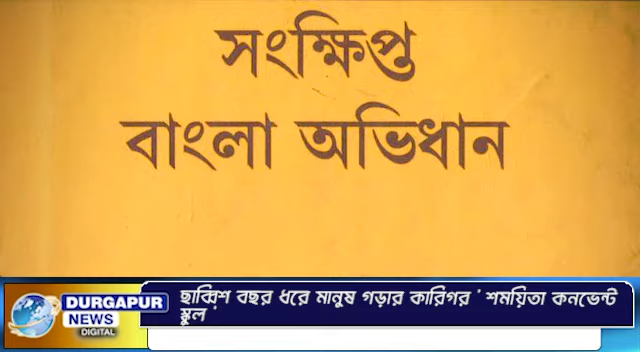 সংক্ষিপ্ত
বাংলা অভিধান
DURGAPUR
NEWS
DIGITAL
ছাব্বিশ বছর ধরে মানুষ গড়ার কারিগর ' শময়িতা কনভেন্ট
স্কুল '